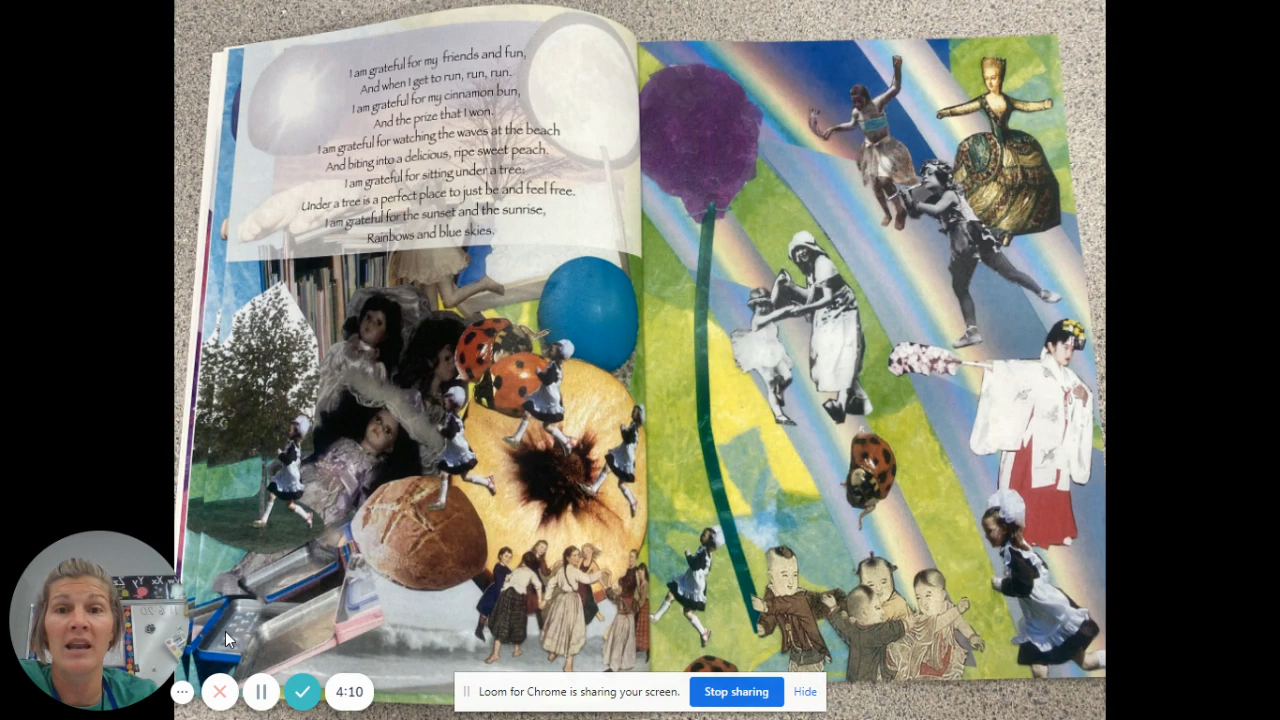 I am grateful for my friends and fun,
And when I get to run, run, run.
I am grateful for my cinnamon bun,
And the prize that I won.
I am grateful for watching the waves at the beach
And biting into a delicious, ripe sweet peach.
I am grateful for sitting under a tree:
Under a tree is a perfect place to just be and feel free.
I am grateful for the sunset and the sunrise,
Rainbows and blue skies.
4:10
Loom for Chrome is sharing your screen.
Stop sharing
Hide